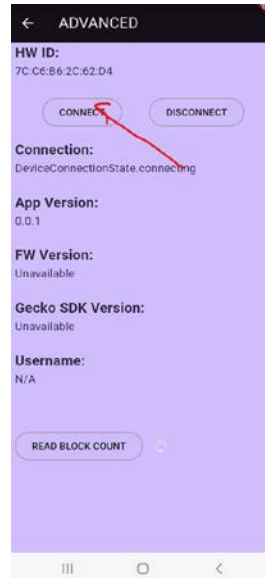 ADVANCED
HW ID:
7C:C6:B6:2C:62:D4
CONNECT
DISCONNECT
Connection:
DeviceConnectionState.connecting
App Version:
0.0.1
FW Version:
Unavailable
Gecko SDK Version:
Unavailable
Username:
N/A
READ BLOCK COUNT